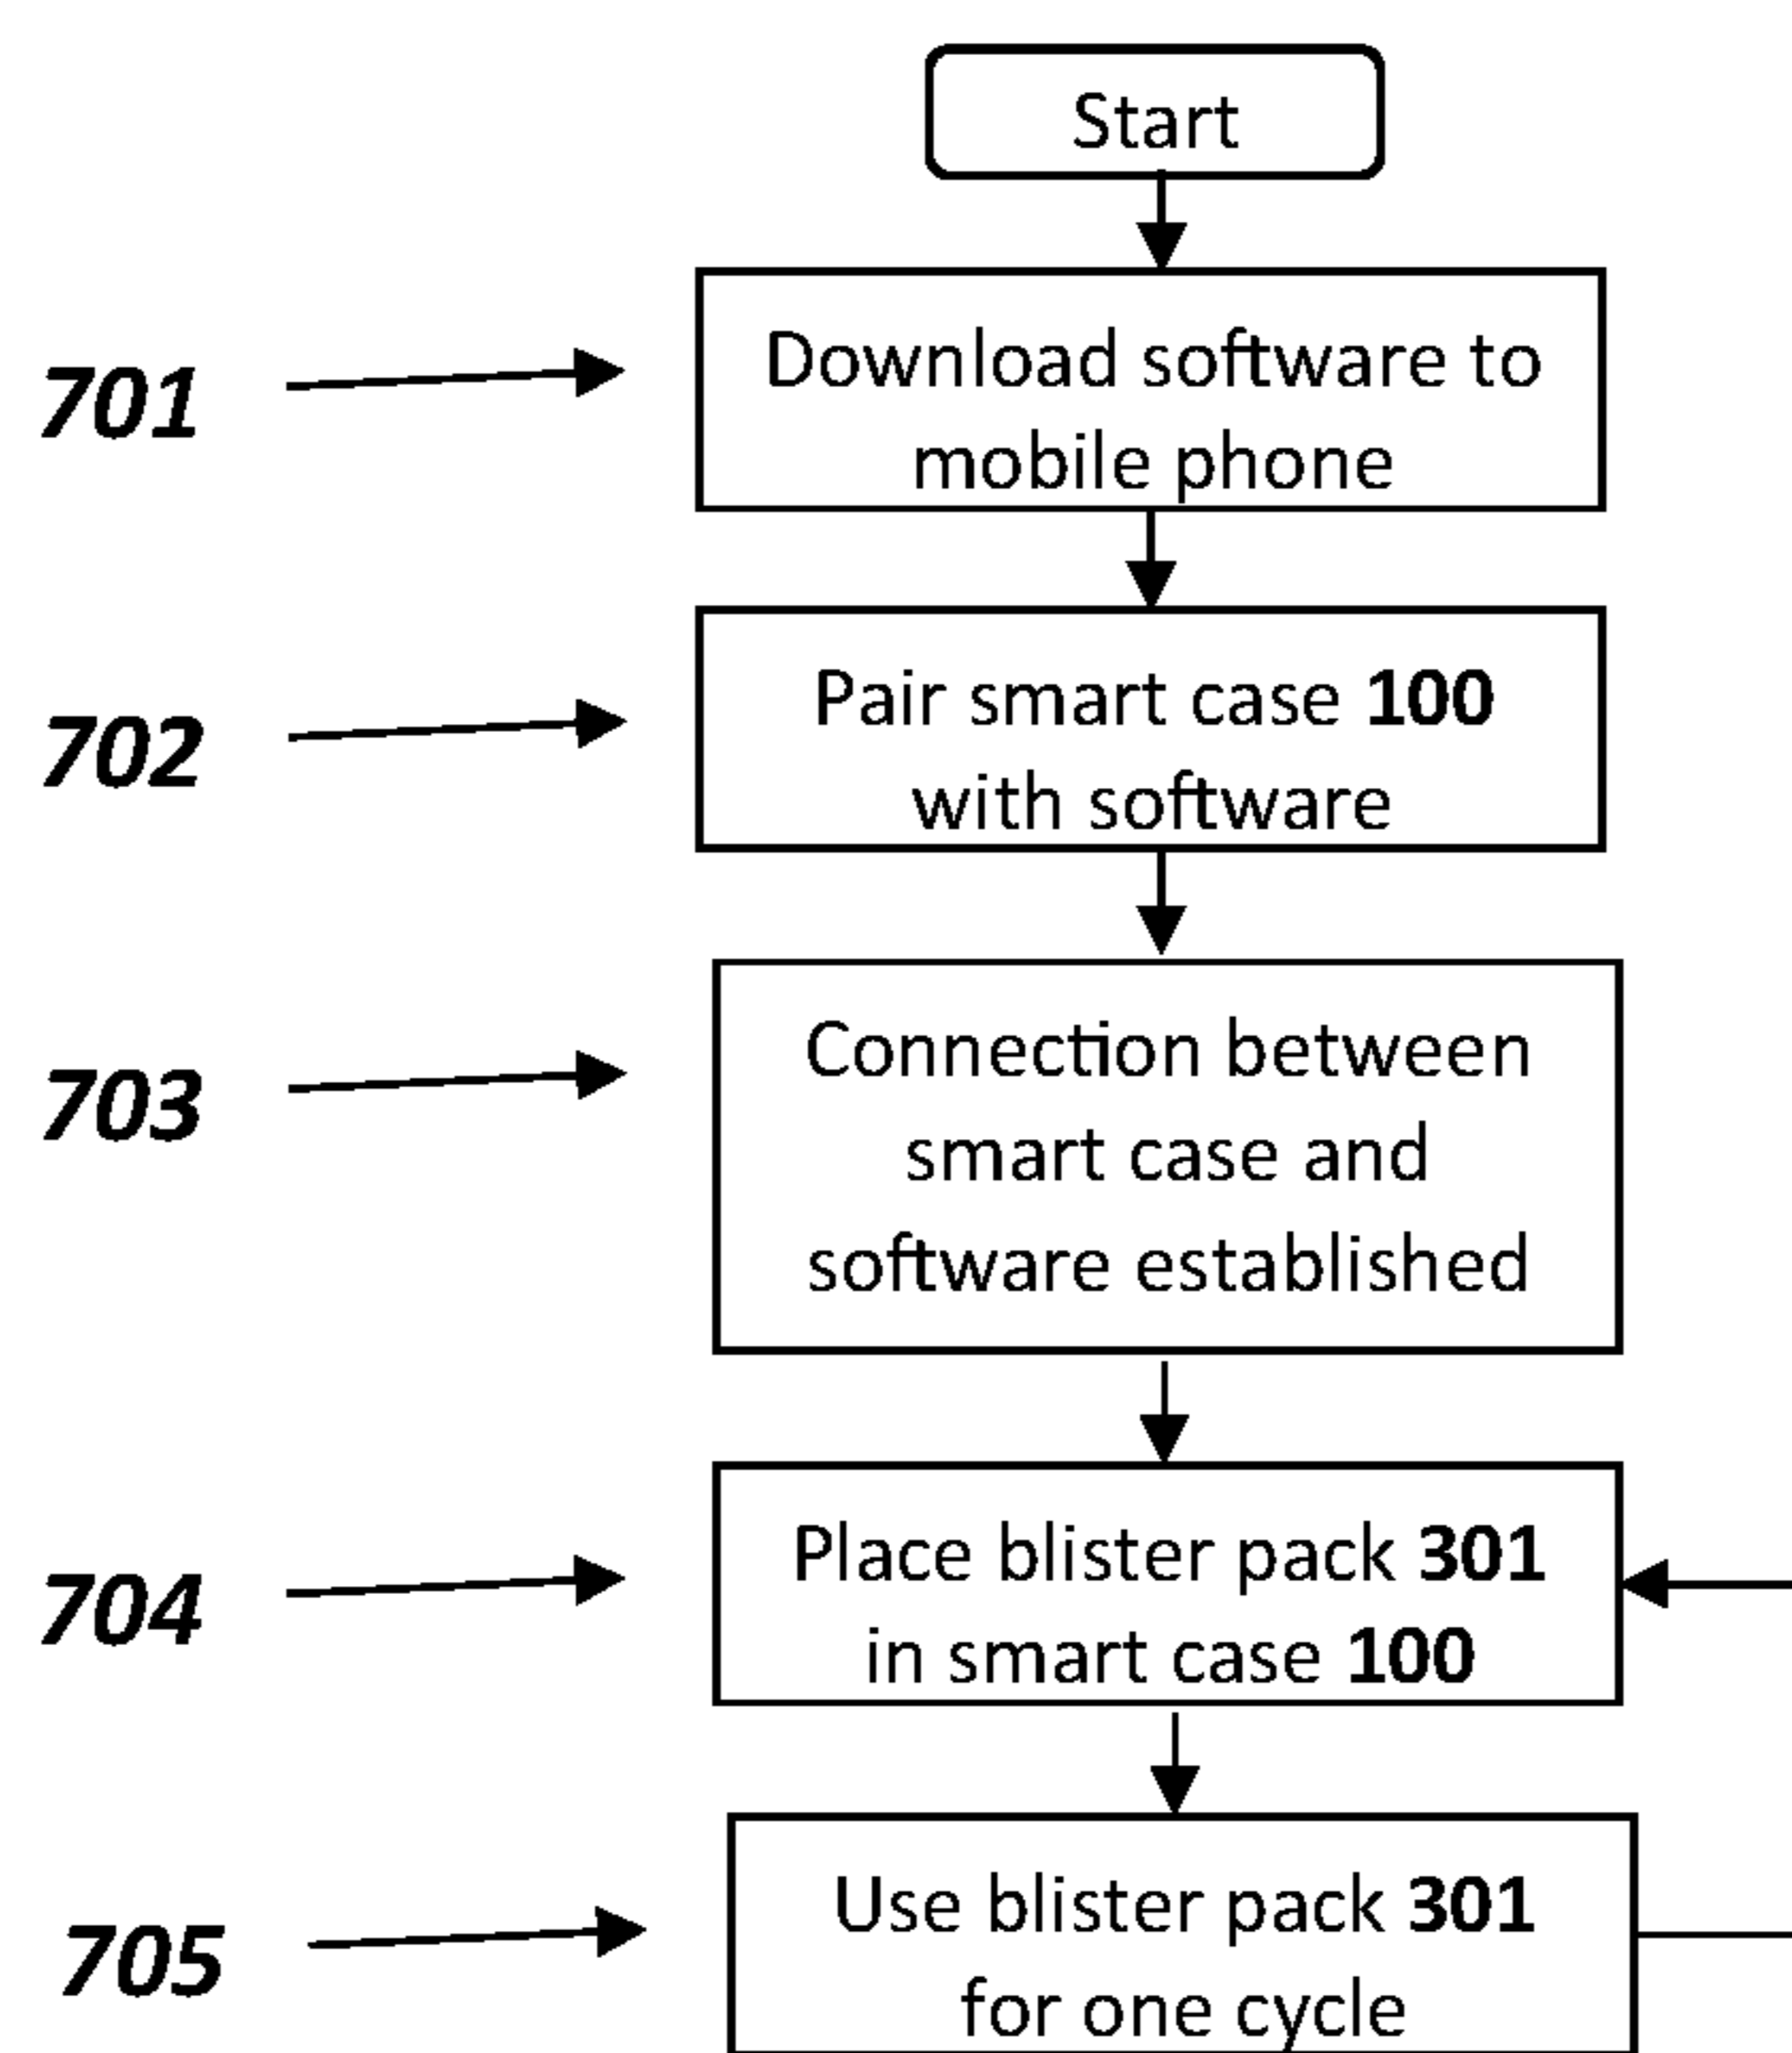 Start
701
Download software to
mobile phone
702
Pair smart case 100
with software
703
Connection between
smart case and
software established
704
Place blister pack 301
in smart case 100
705
Use blister pack 301
for one cycle